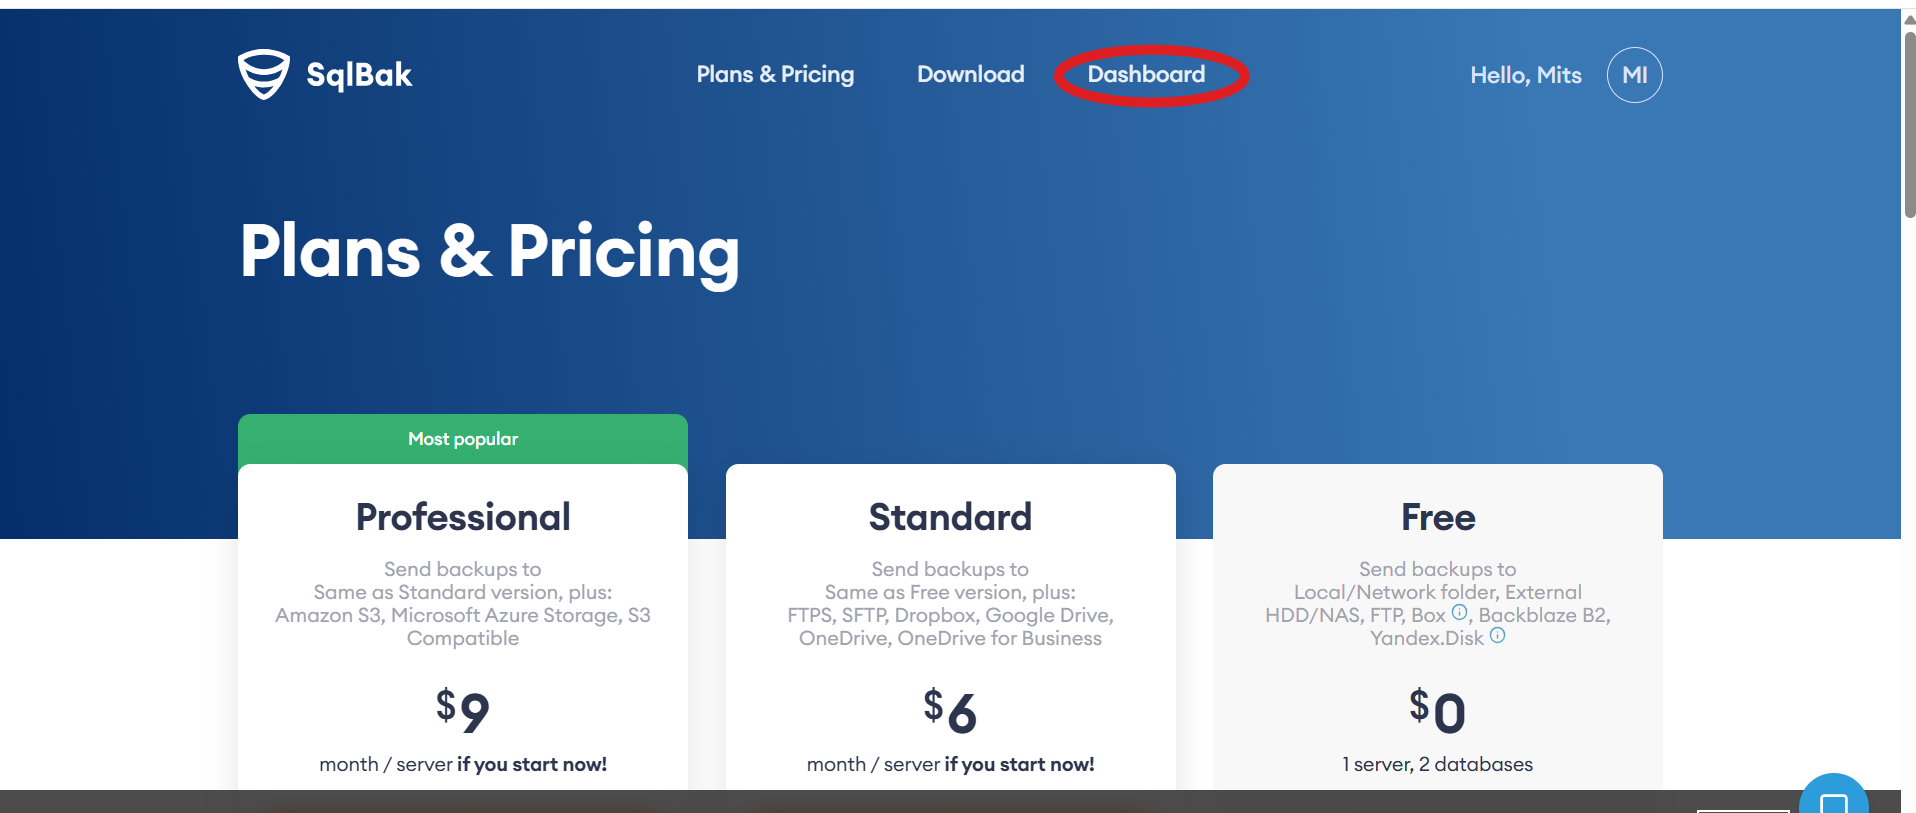 SqlBak
Plans & Pricing
Download
Dashboard
Hello, Mits
MI
Plans & Pricing
Most popular
Professional
Send backups to
Same as Standard version, plus:
Amazon S3, Microsoft Azure Storage, S3
Compatible
$9
month / server if you start now!
Standard
Send backups to
Same as Free version, plus:
FTPS, SFTP, Dropbox, Google Drive,
OneDrive, OneDrive for Business
$6
month / server if you start now!
Free
Send backups to
Local/Network folder, External
HDD/NAS, FTP, Box, Backblaze B2,
Yandex.Disk
$0
1 server, 2 databases